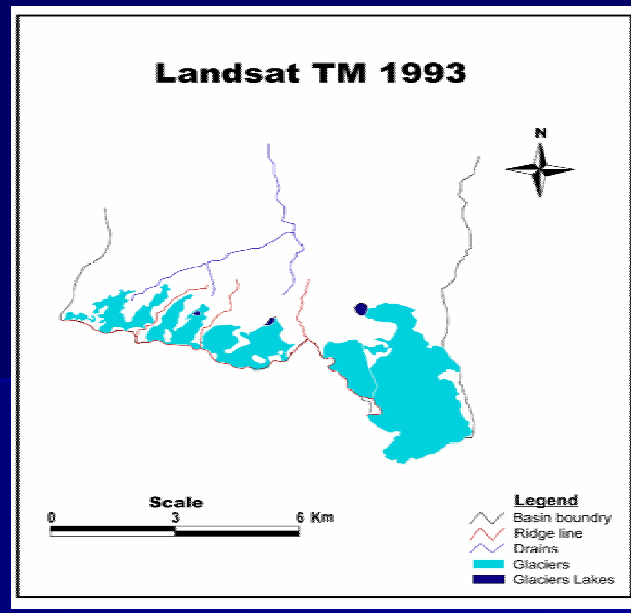 Landsat TM 1993
N
Scale
0 3 6 Km
Legend
Basin boundry
Ridge line
Drains
Glaciers
Glaciers Lakes